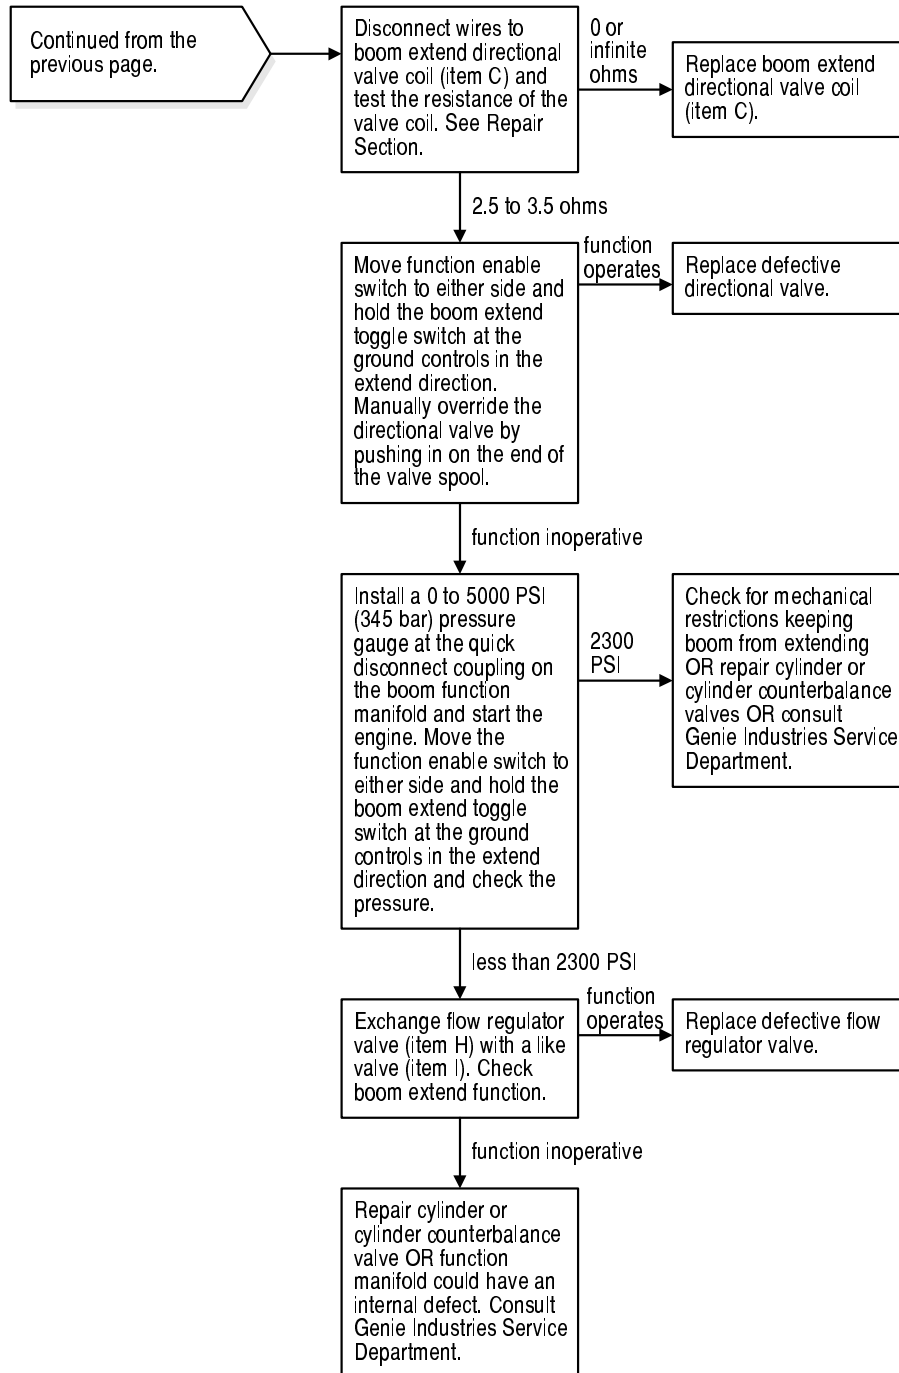 Continued from the
previous page.
Disconnect wires to
boom extend directional
valve coil (item C) and
test the resistance of the
valve coil. See Repair
Section.
0 or
infinite
ohms
Replace boom extend
directional valve coil
(item C).
2.5 to 3.5 ohms
Move function enable
switch to either side and
hold the boom extend
toggle switch at the
ground controls in the
extend direction.
Manually override the
directional valve by
pushing in on the end of
the valve spool.
function
operates
Replace defective
directional valve.
function inoperative
Install a 0 to 5000 PSI
(345 bar) pressure
gauge at the quick
disconnect coupling on
the boom function
manifold and start the
engine. Move the
function enable switch to
either side and hold the
boom extend toggle
switch at the ground
controls in the extend
direction and check the
pressure.
2300
PSI
Check for mechanical
restrictions keeping
boom from extending
OR repair cylinder or
cylinder counterbalance
valves OR consult
Genie Industries Service
Department.
less than 2300 PSI
Exchange flow regulator
valve (item H) with a like
valve (item I). Check
boom extend function.
function
operates
Replace defective flow
regulator valve.
function inoperative
Repair cylinder or
cylinder counterbalance
valve OR function
manifold could have an
internal defect. Consult
Genie Industries Service
Department.